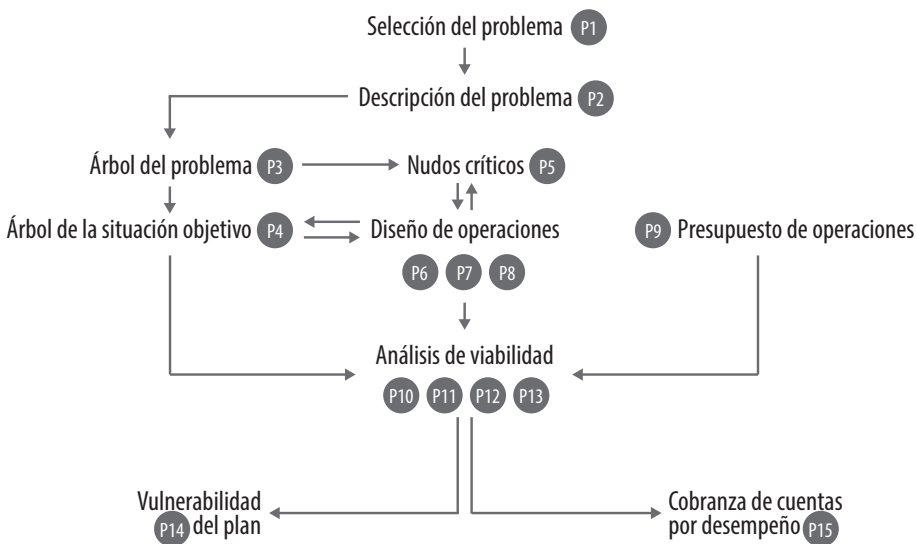 Selección del problema P1
Descripción del problema P2
Árbol del problema P3
Nudos críticos P5
Árbol de la situación objetivo P4
Diseño de operaciones
P9 Presupuesto de operaciones
P6 P7 P8
Análisis de viabilidad
P10 P11 P12 P13
Vulnerabilidad
P14 del plan
Cobranza de cuentas
por desempeño P15